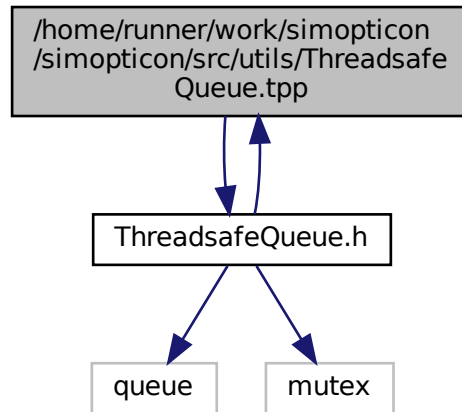 /home/runner/work/simopticon
/simopticon/src/utils/Threadsafe
Queue.tpp
ThreadsafeQueue.h
queue
mutex